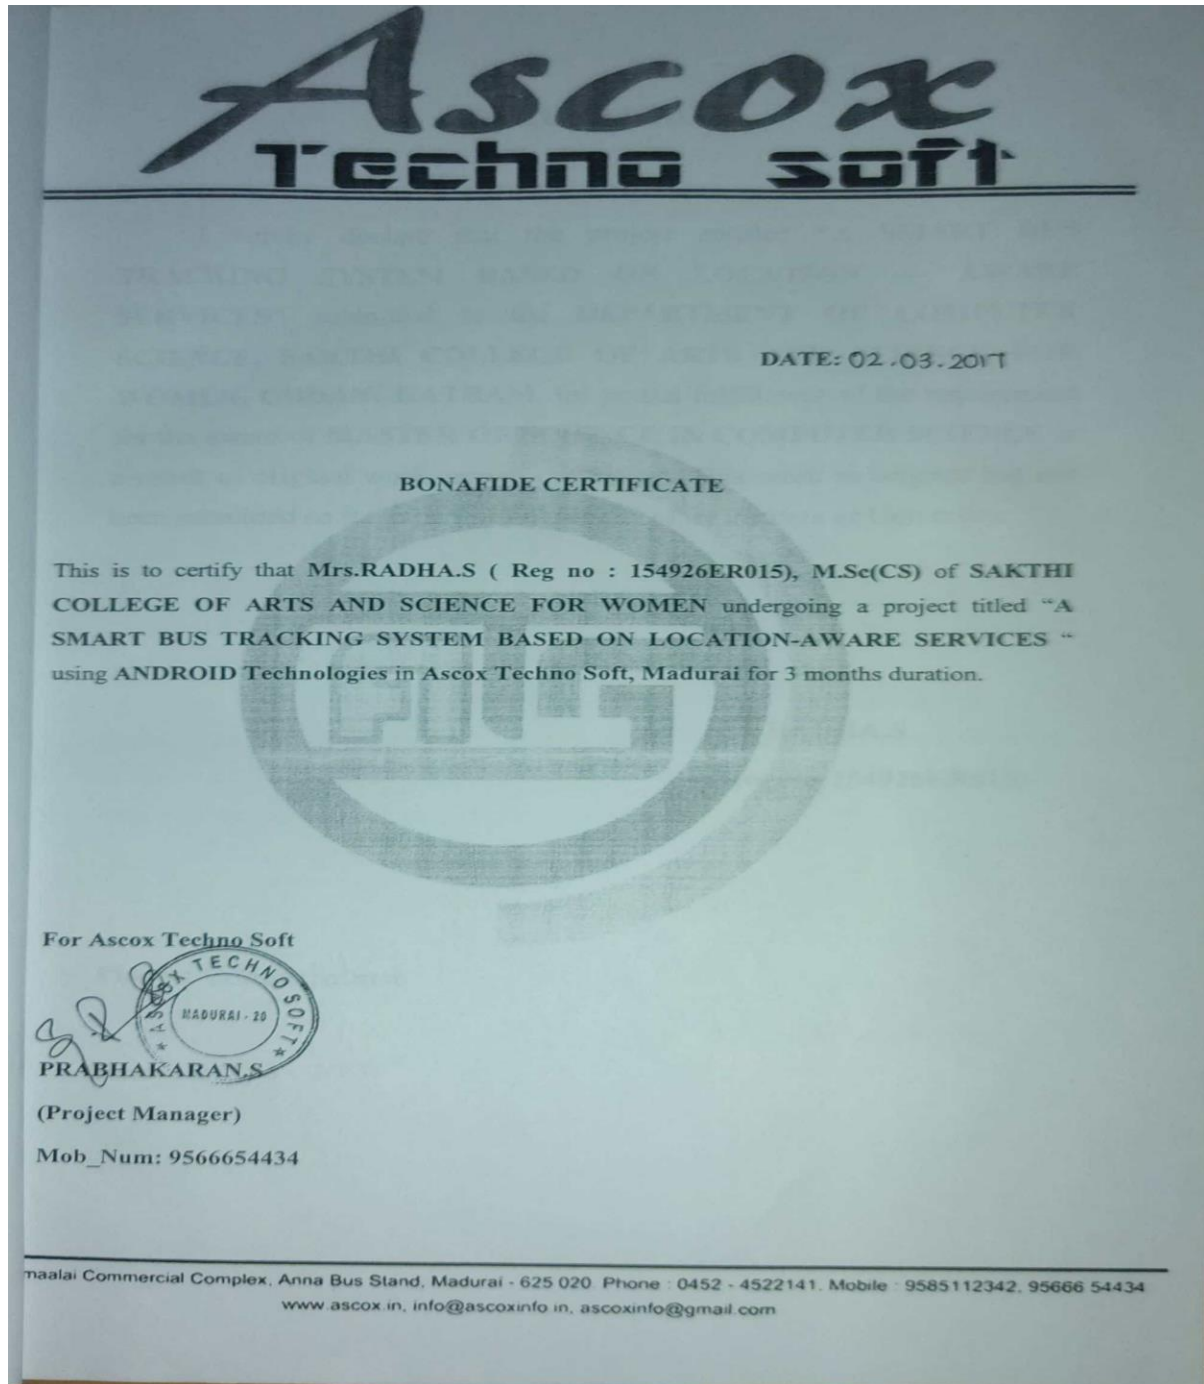 Ascox
Techno soft
DATE: 02.03.2017
BONAFIDE CERTIFICATE
This is to certify that Mrs.RADHA.S ( Reg no : 154926ER015), M.Sc(CS) of SAKTHI
COLLEGE OF ARTS AND SCIENCE FOR WOMEN undergoing a project titled “A
SMART BUS TRACKING SYSTEM BASED ON LOCATION-AWARE SERVICES “
using ANDROID Technologies in Ascox Techno Soft, Madurai for 3 months duration.
For Ascox Techno Soft
ASCOX TECHNO SOFT
MADURAI - 20
PRABHAKARAN.S
(Project Manager)
Mob_Num: 9566654434
maalai Commercial Complex, Anna Bus Stand, Madurai - 625 020. Phone : 0452 - 4522141. Mobile : 9585112342, 95666 54434
www.ascox.in, info@ascoxinfo.in, ascoxinfo@gmail.com